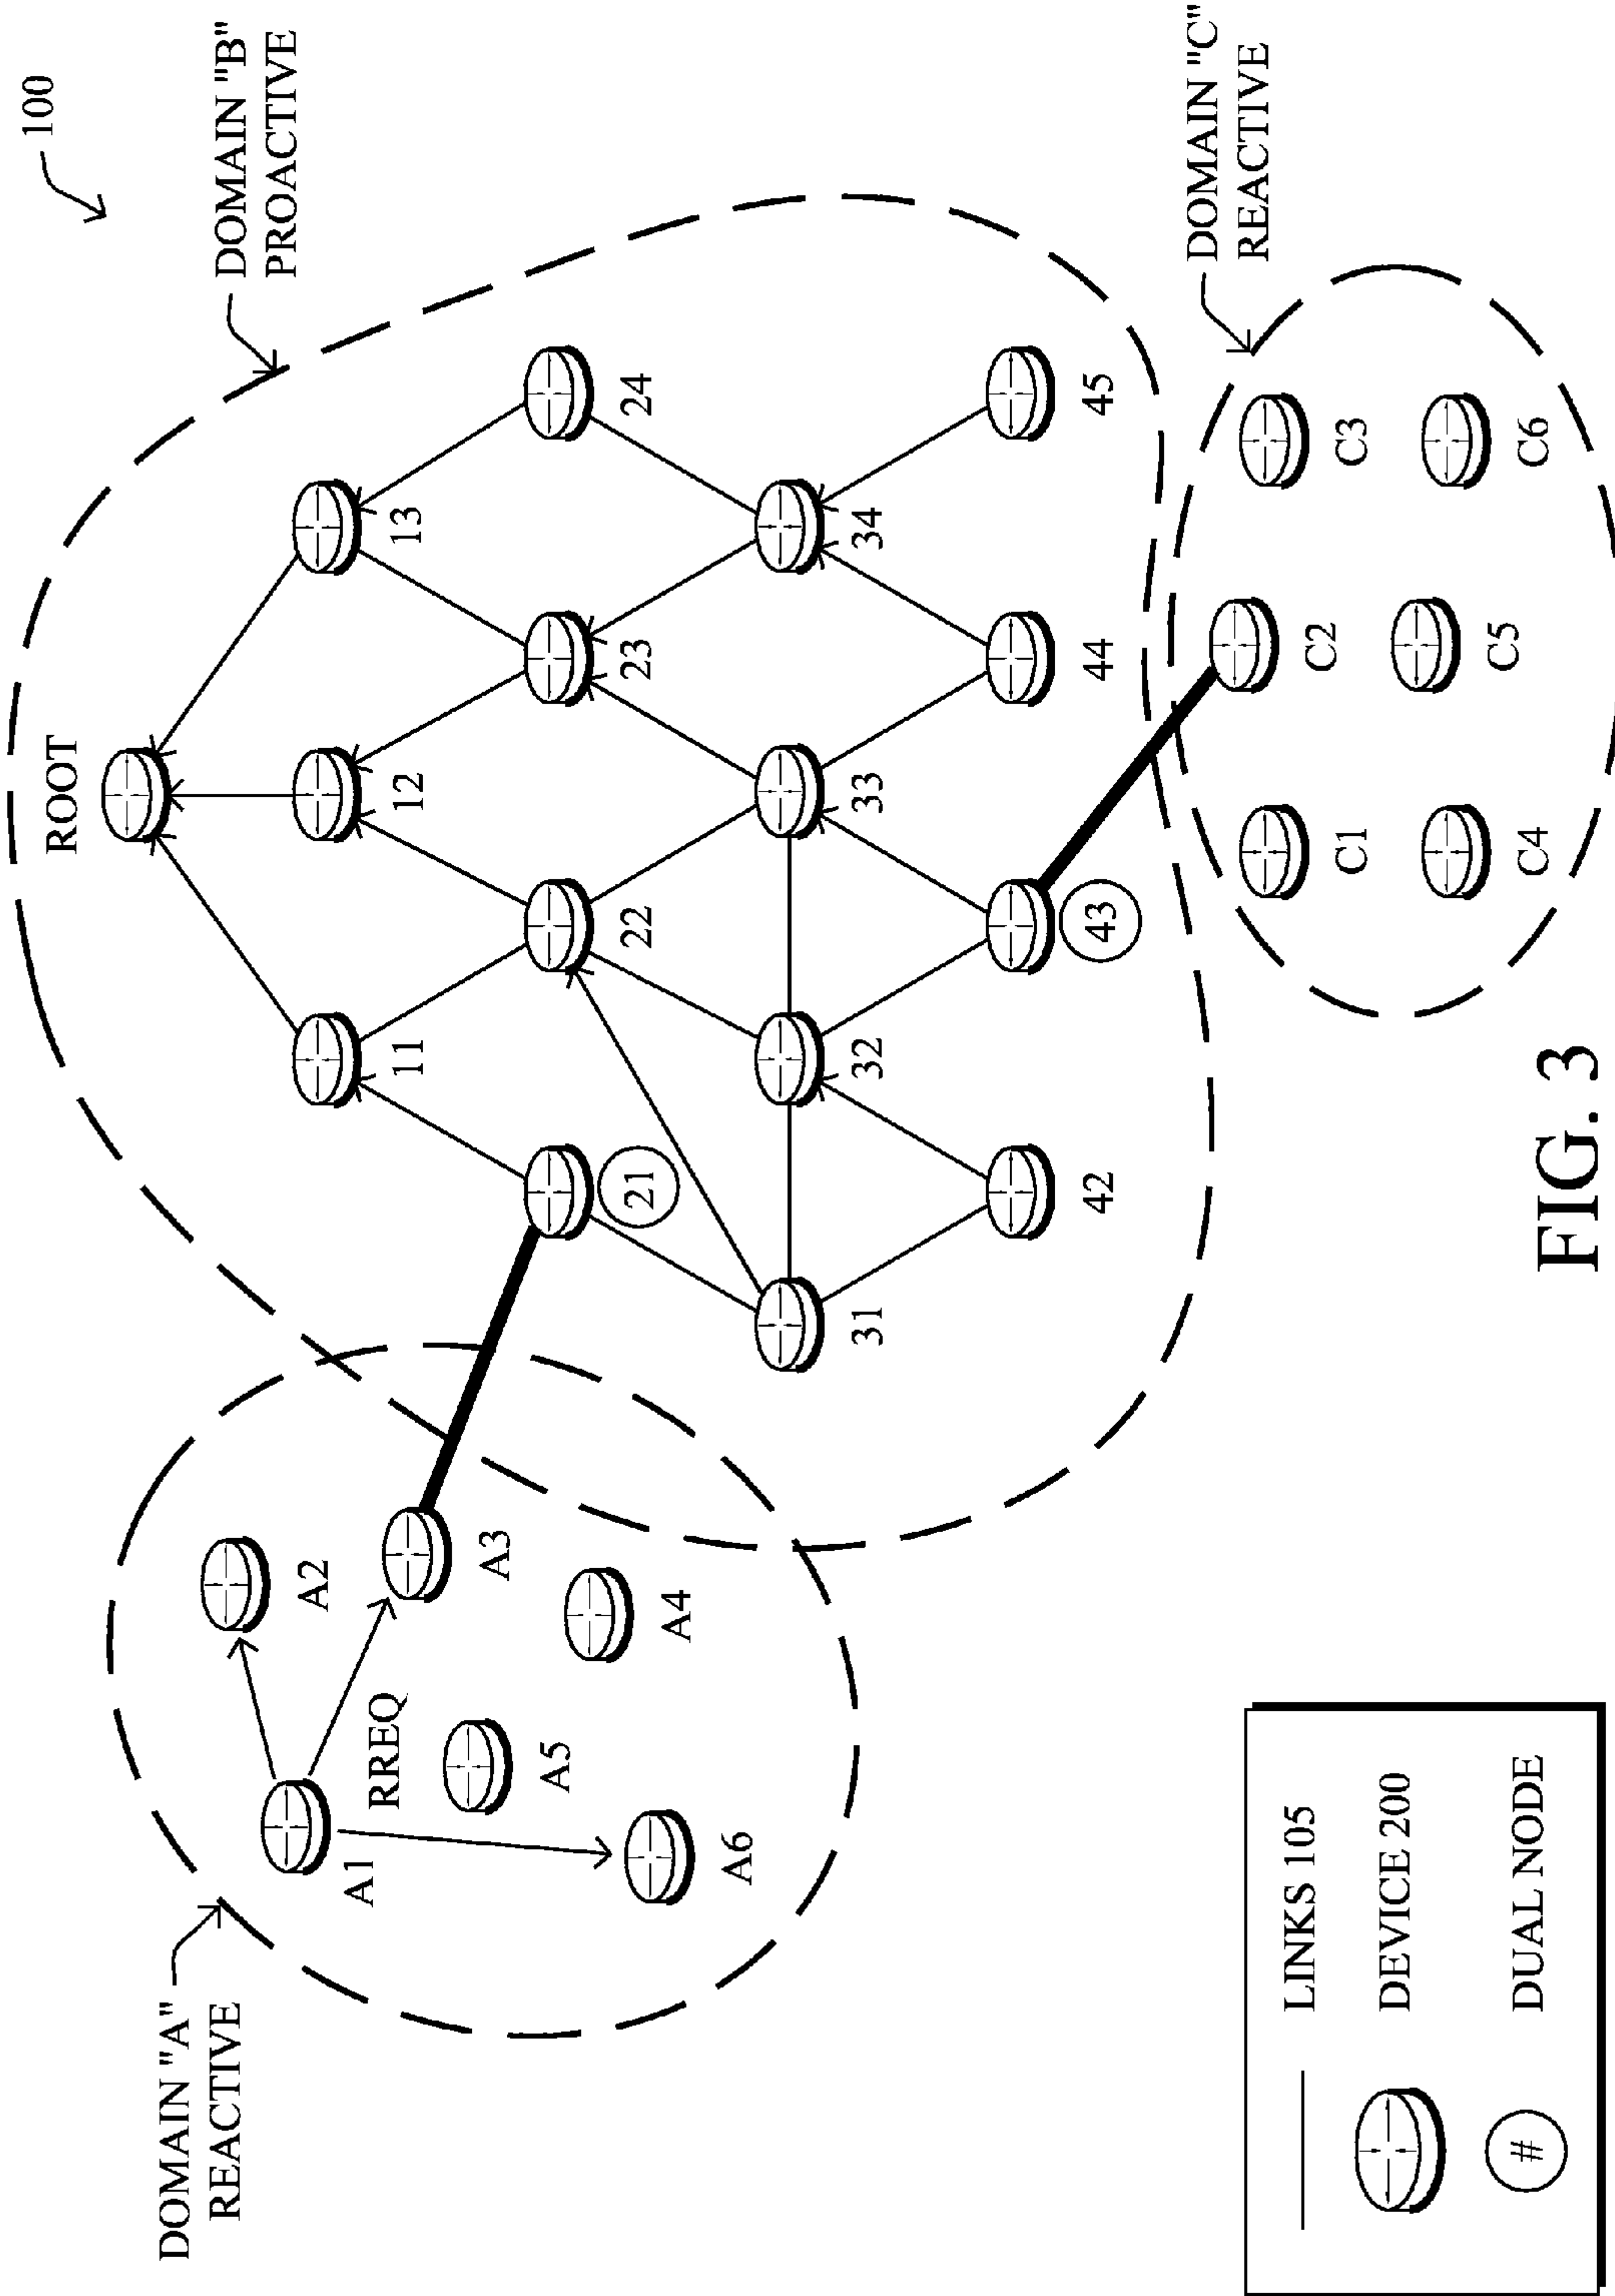 100
DOMAIN "A"
REACTIVE
A1
A2
RREQ
A3
A5
A4
A6
DOMAIN "B"
PROACTIVE
ROOT
11
12
13
21
22
23
24
31
32
33
34
42
43
44
45
DOMAIN "C"
REACTIVE
C1
C2
C3
C4
C5
C6
LINKS 105
DEVICE 200
# DUAL NODE
FIG. 3